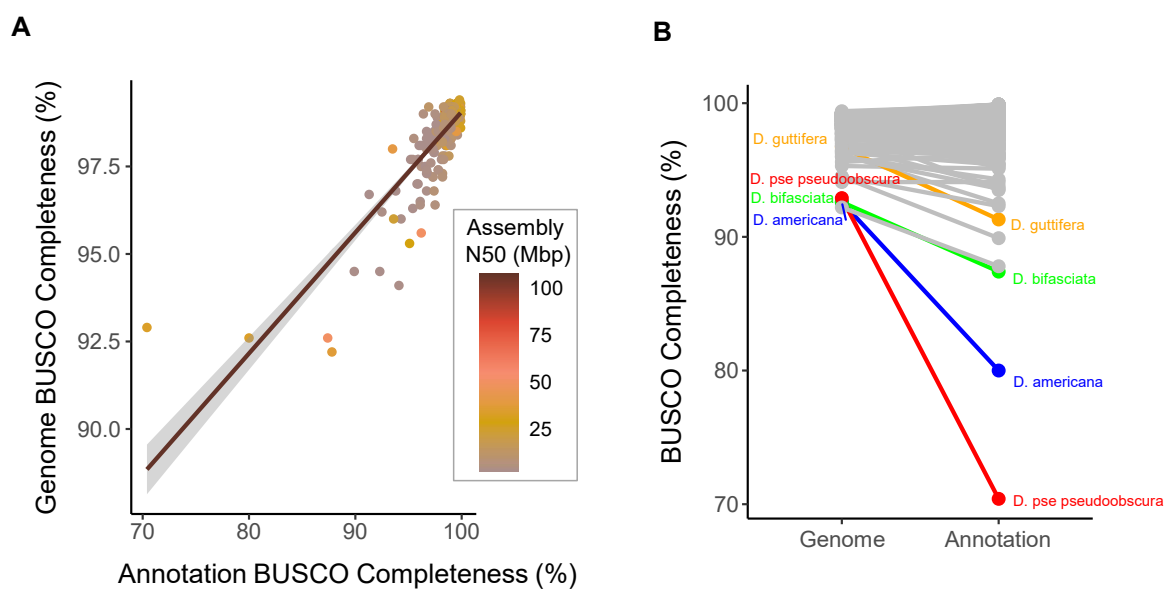 A
Genome BUSCO Completeness (%)
97.5
95.0
92.5
90.0
70
80
90
100
Annotation BUSCO Completeness (%)
Assembly
N50 (Mbp)
100
75
50
25
B
BUSCO Completeness (%)
100
90
80
70
D. guttifera
D. pse pseudoobscura
D. bifasciata
D. americana
D. guttifera
D. bifasciata
D. americana
D. pse pseudoobscura
Genome
Annotation